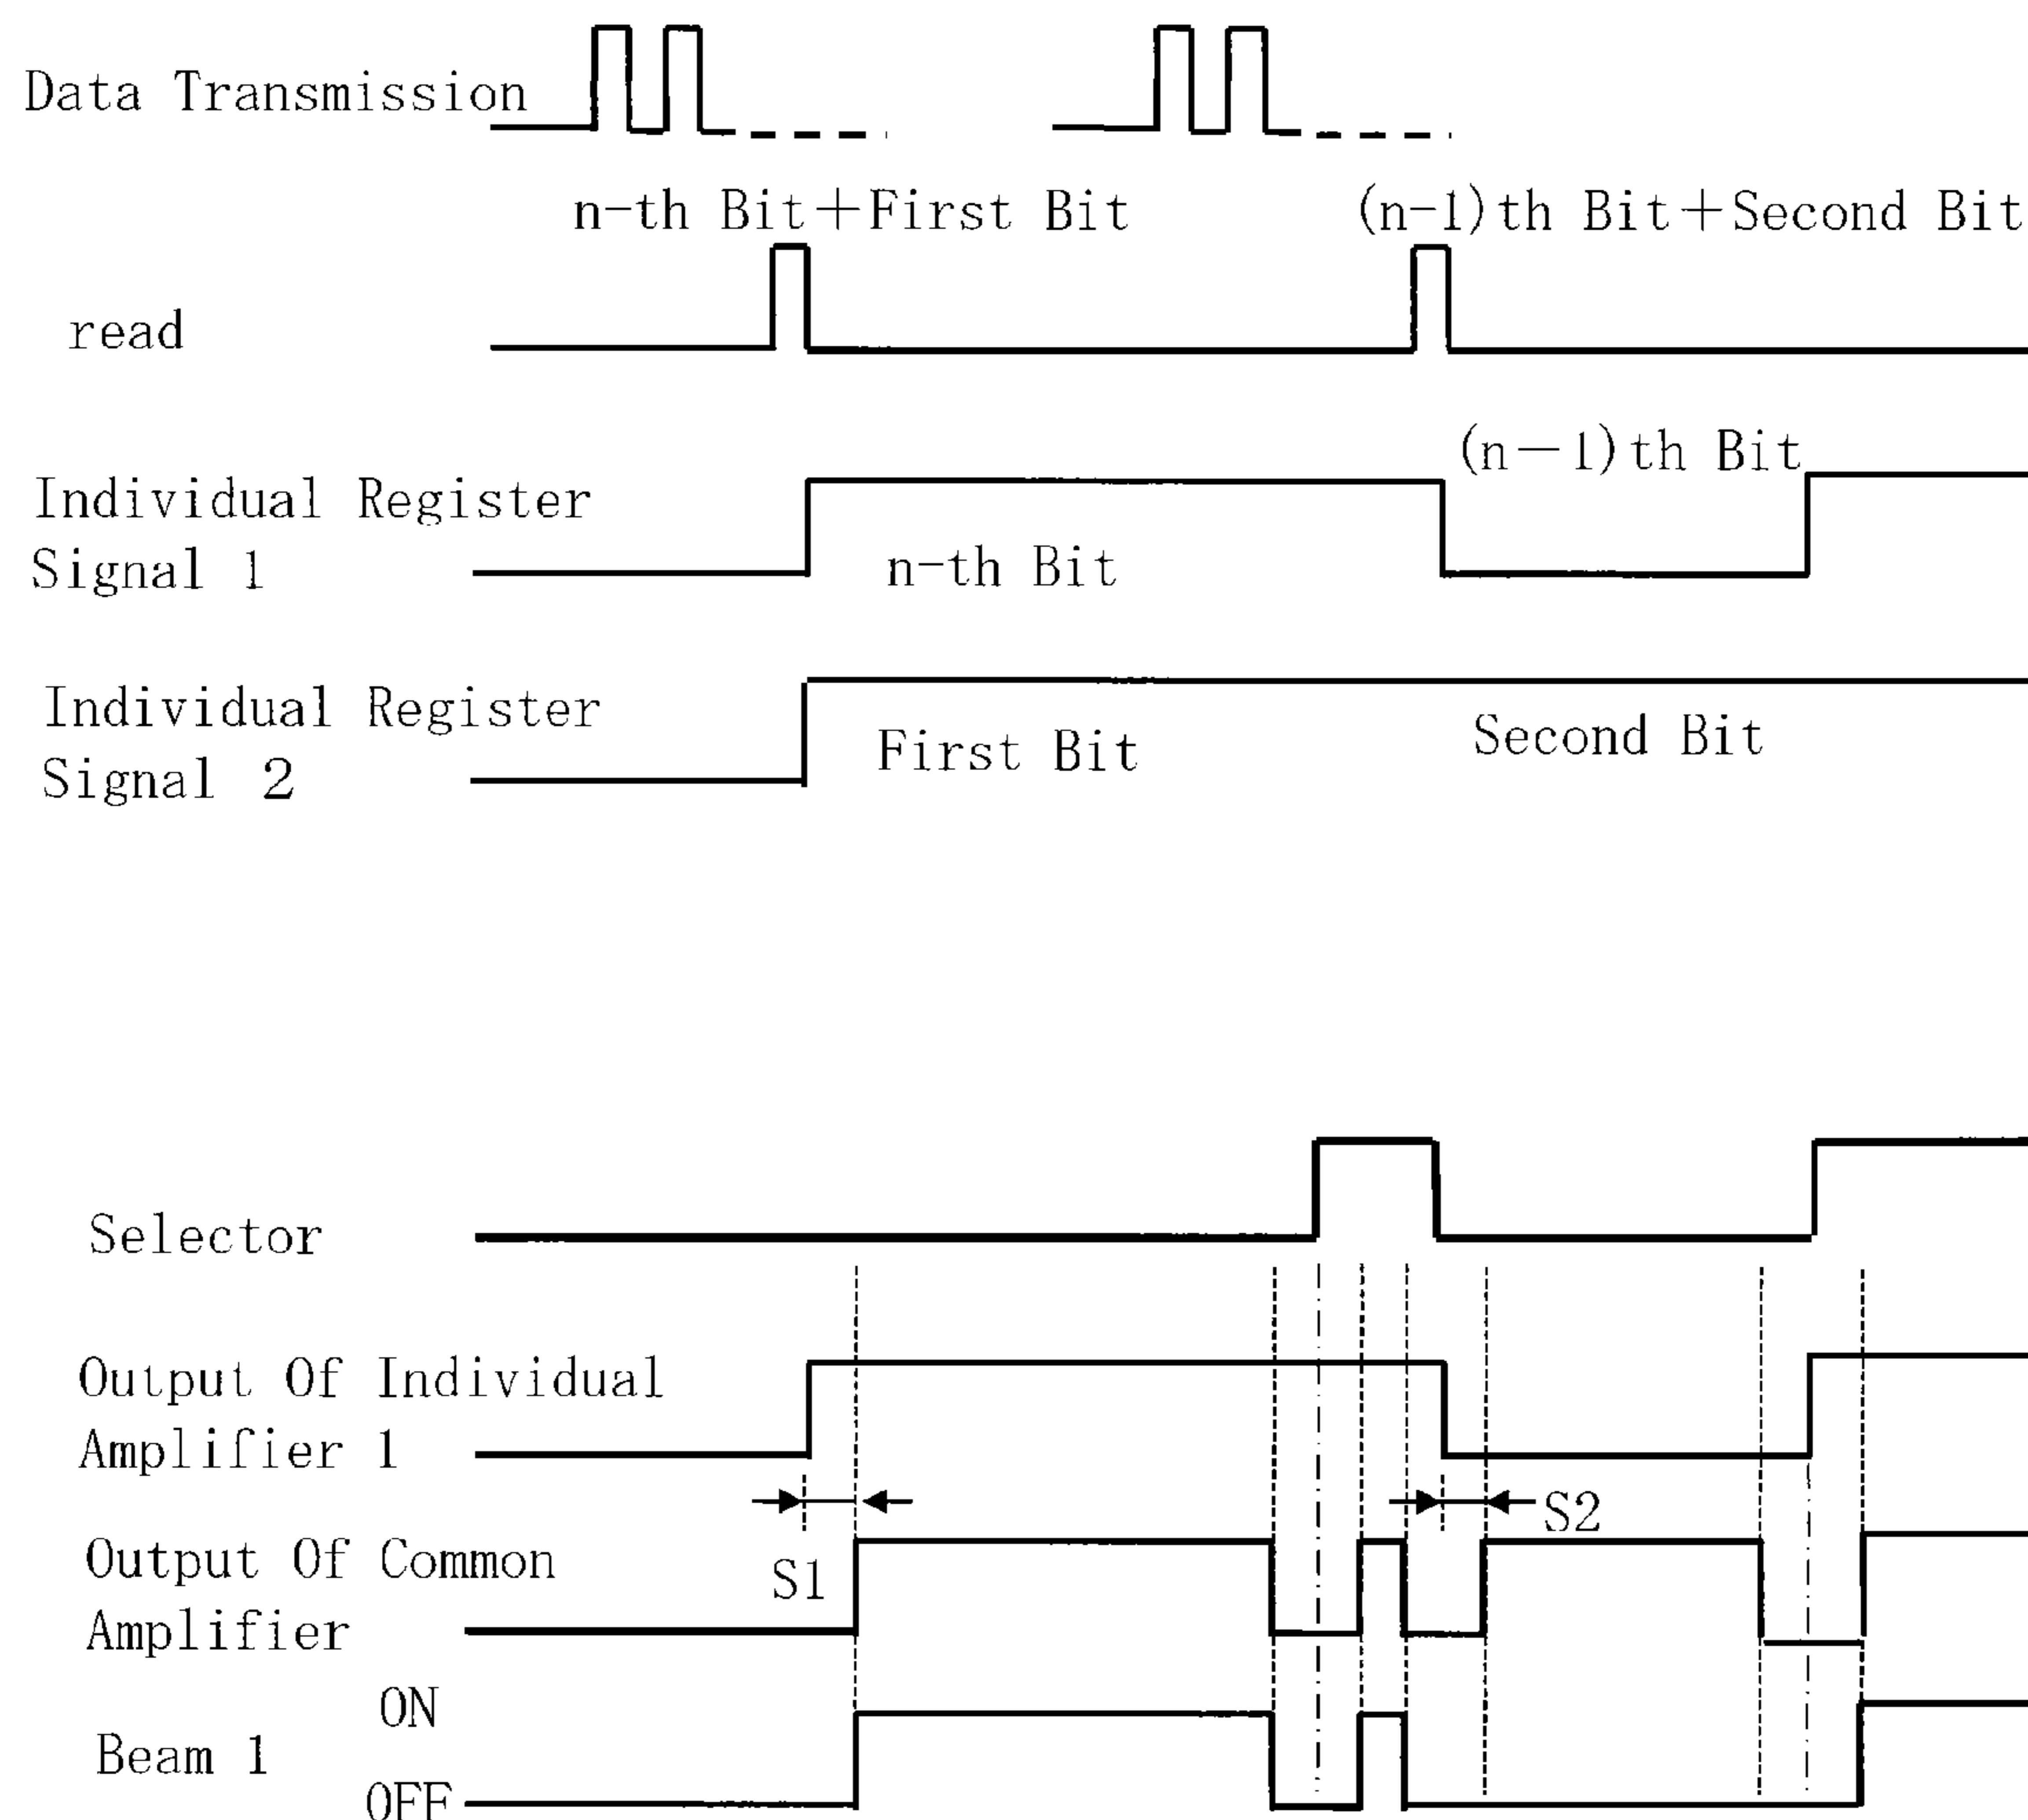 Data Transmission
n-th Bit+First Bit
(n-1)th Bit+Second Bit
read
(n-1)th Bit
Individual Register
Signal 1
n-th Bit
Individual Register
Signal 2
First Bit
Second Bit
Selector
Output Of Individual
Amplifier 1
S2
Output Of Common
Amplifier
S1
ON
Beam 1
OFF